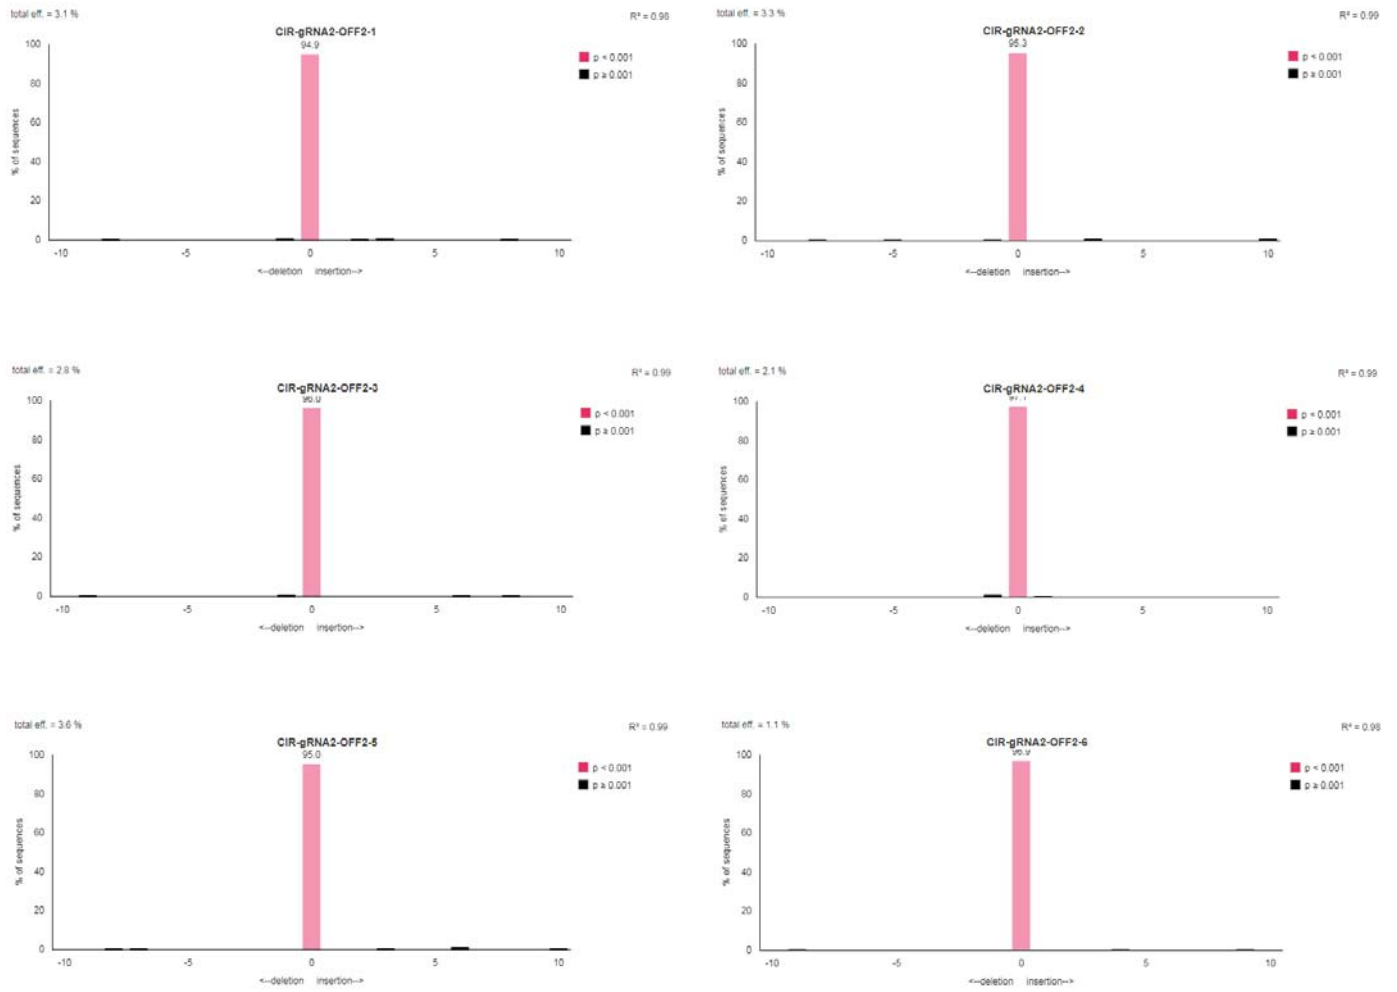 total eff. = 3.1 %
R² = 0.98
CIR-gRNA2-OFF2-1
94.9
p < 0.001
p ≥ 0.001
% of sequences
100
80
60
40
20
0
-10 -5 0 5 10
<--deletion insertion-->
total eff. = 3.3 %
R² = 0.99
CIR-gRNA2-OFF2-2
95.3
p < 0.001
p ≥ 0.001
% of sequences
100
80
60
40
20
0
-10 -5 0 5 10
<--deletion insertion-->
total eff. = 2.8 %
R² = 0.99
CIR-gRNA2-OFF2-3
96.0
p < 0.001
p ≥ 0.001
% of sequences
100
80
60
40
20
0
-10 -5 0 5 10
<--deletion insertion-->
total eff. = 2.1 %
R² = 0.99
CIR-gRNA2-OFF2-4
97.1
p < 0.001
p ≥ 0.001
% of sequences
100
80
60
40
20
0
-10 -5 0 5 10
<--deletion insertion-->
total eff. = 3.6 %
R² = 0.99
CIR-gRNA2-OFF2-5
95.0
p < 0.001
p ≥ 0.001
% of sequences
100
80
60
40
20
0
-10 -5 0 5 10
<--deletion insertion-->
total eff. = 1.1 %
R² = 0.98
CIR-gRNA2-OFF2-6
96.9
p < 0.001
p ≥ 0.001
% of sequences
100
80
60
40
20
0
-10 -5 0 5 10
<--deletion insertion-->